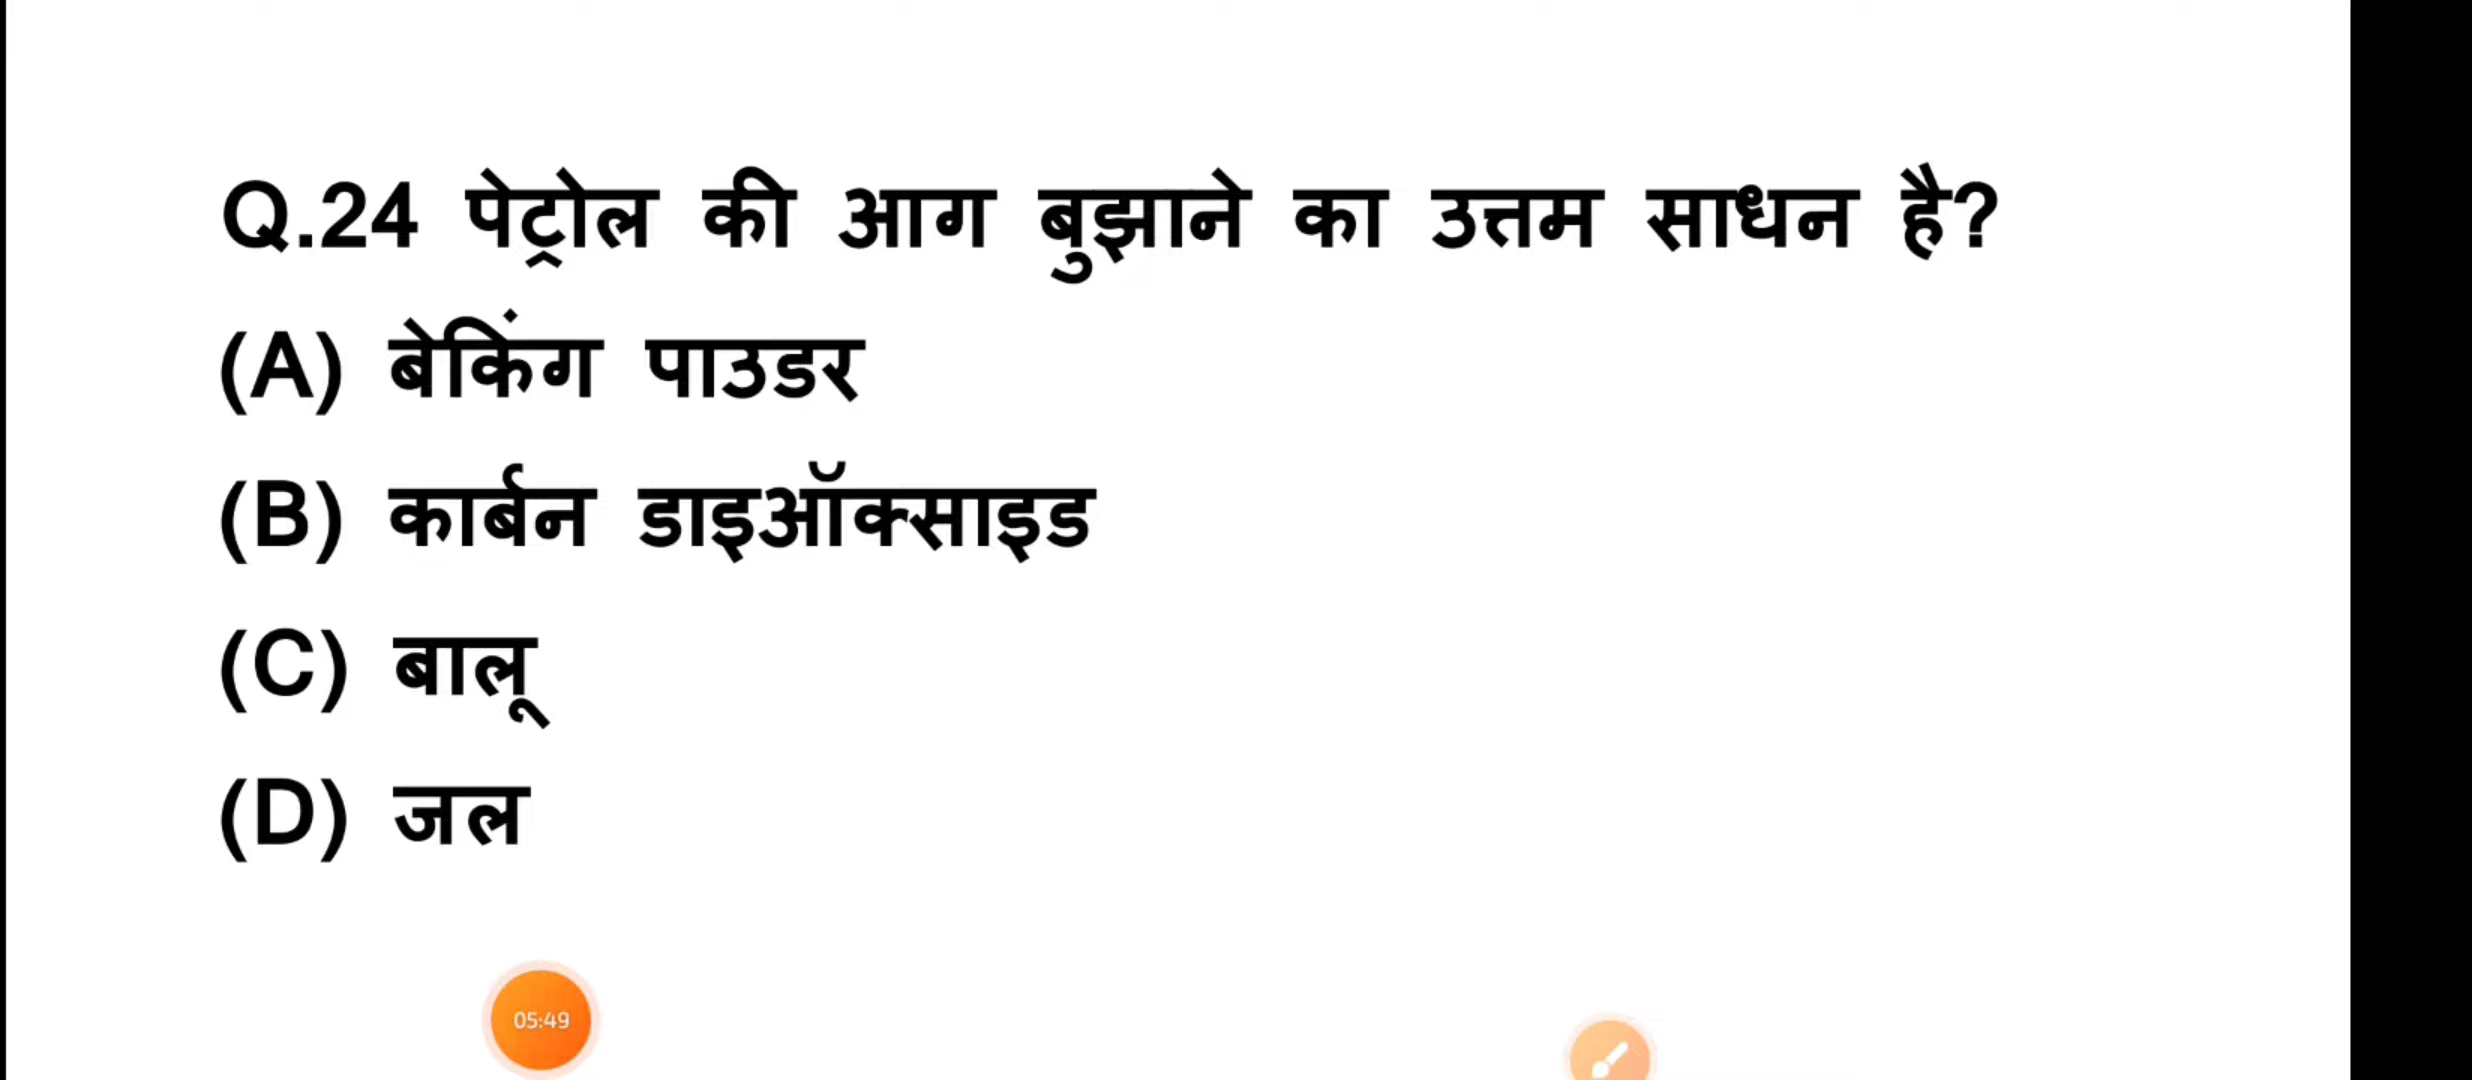 Q.24 पेट्रोल की आग बुझाने का उत्तम साधन है?
(A) बेकिंग पाउडर
(B) कार्बन डाइऑक्साइड
(C) बालू
(D) जल
05:49